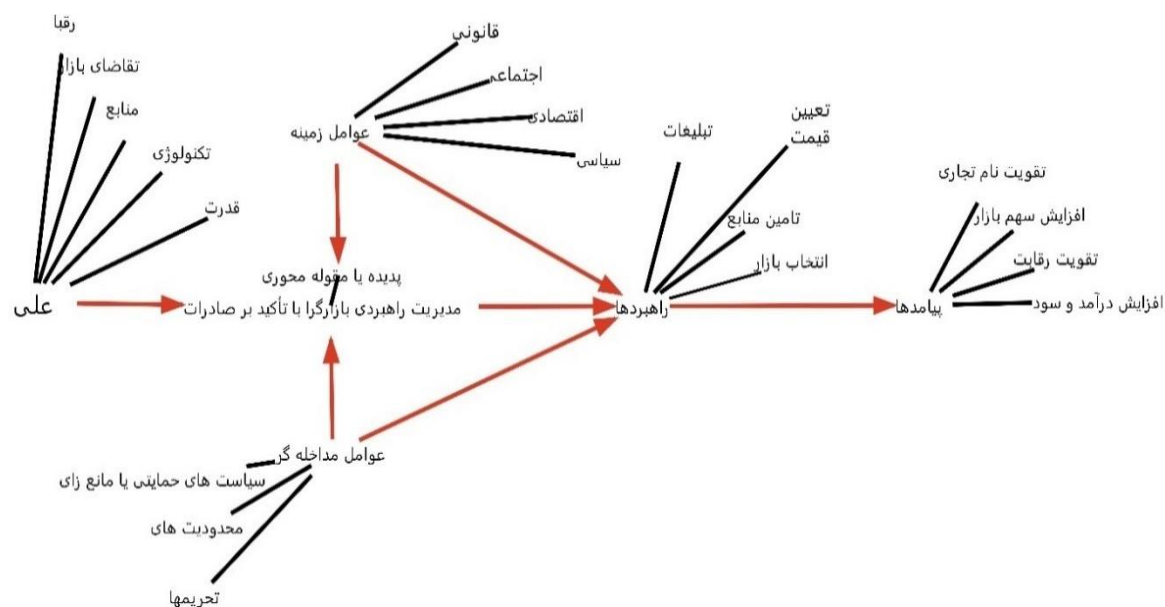 رقبا
تقاضای بازار
منابع
تکنولوژی
قدرت
علی
قانونی
اجتماعی
اقتصادی
سیاسی
عوامل زمینه
پدیده یا مقوله محوری
مدیریت راهبردی بازارگرا با تأکید بر صادرات
عوامل مداخله گر
سیاست های حمایتی یا مانع زای
محدودیت های
تحریمها
تبلیغات
تعیین
قیمت
تامین منابع
انتخاب بازار
راهبردها
تقویت نام تجاری
افزایش سهم بازار
تقویت رقابت
افزایش درآمد و سود
پیامدها